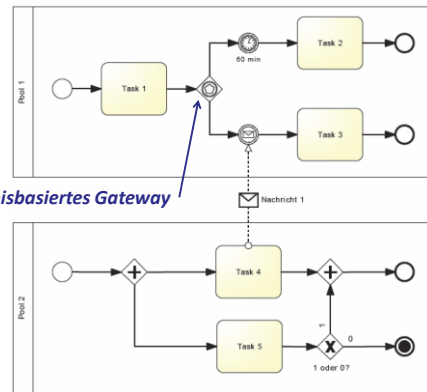 Pool 1
Task 1
60 min
Task 2
Task 3
isbasiertes Gateway
Nachricht 1
Pool 2
Task 4
Task 5
1
0
1 oder 0?